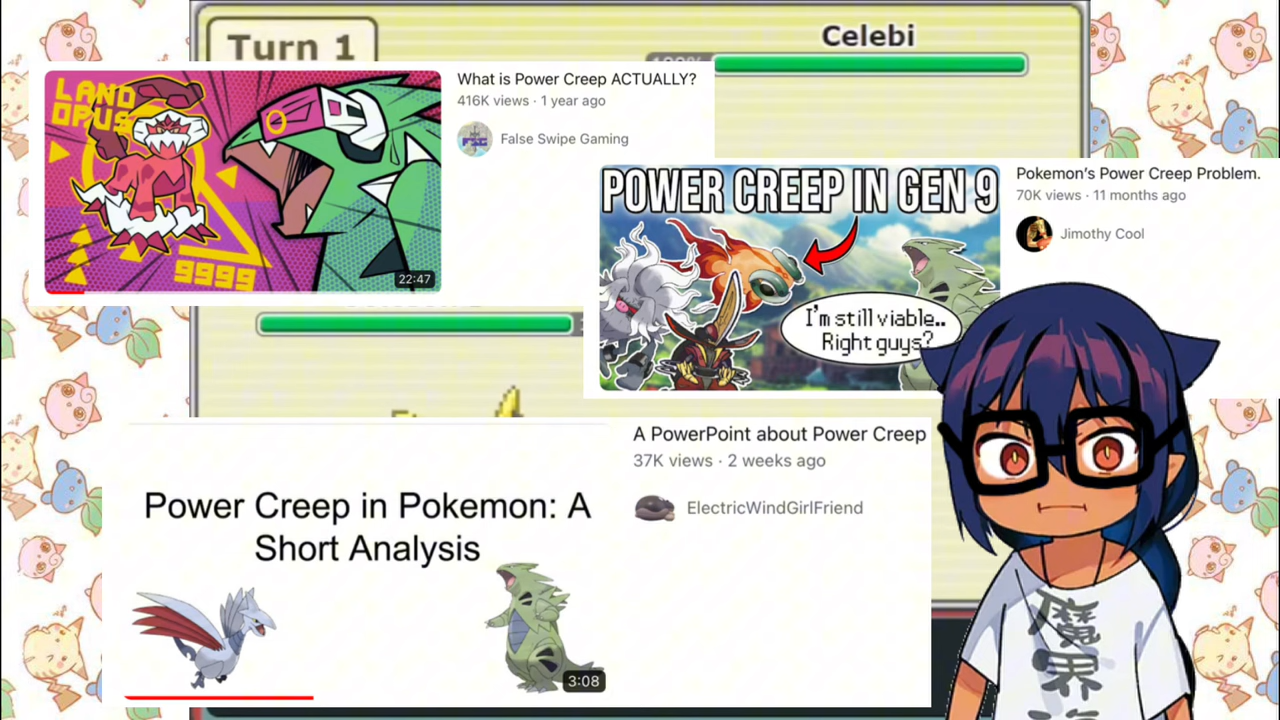 Turn 1
Celebi
100%
LAND
OPUS
9999
22:47
What is Power Creep ACTUALLY?
416K views · 1 year ago
FSG
False Swipe Gaming
POWER CREEP IN GEN 9
I'm still viable..
Right guys?
Pokemon's Power Creep Problem.
70K views · 11 months ago
Jimothy Cool
Power Creep in Pokemon: A
Short Analysis
3:08
A PowerPoint about Power Creep
37K views · 2 weeks ago
ElectricWindGirlFriend
魔
界